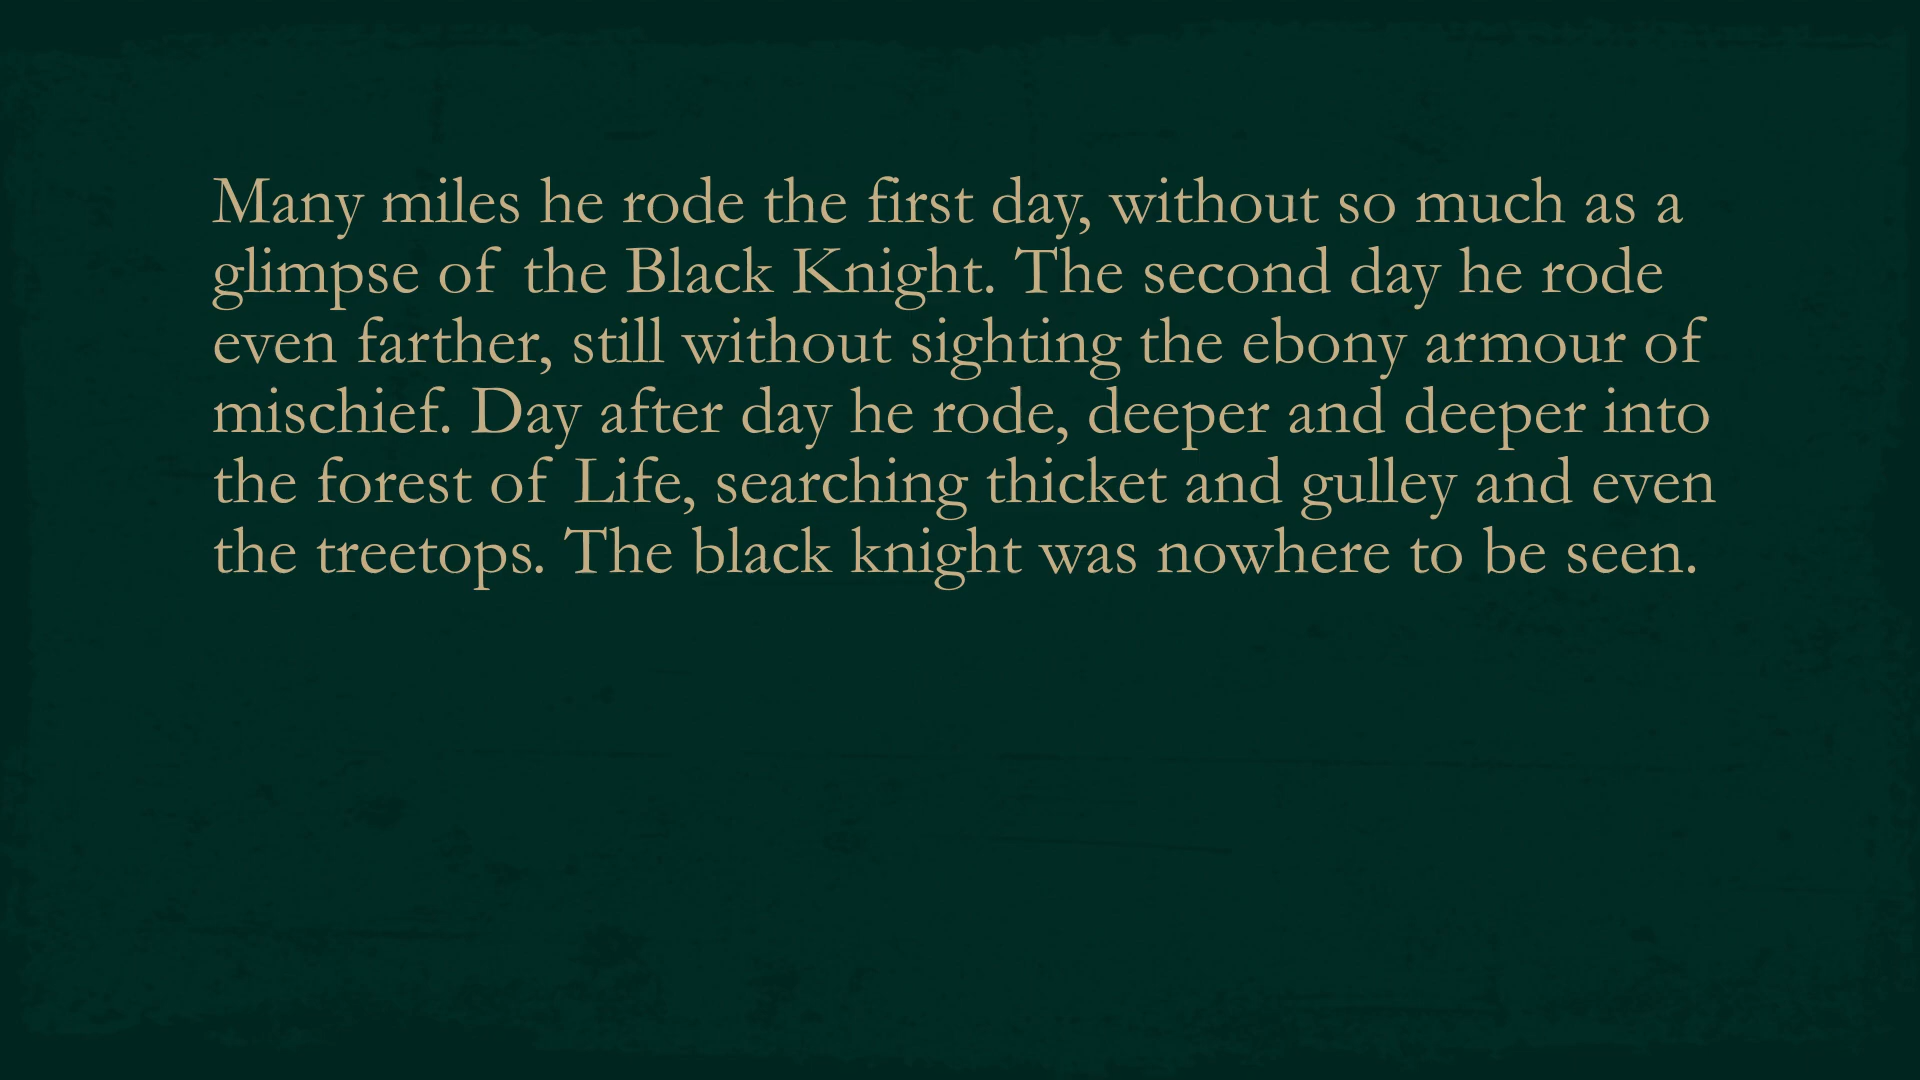 Many miles he rode the first day, without so much as a
glimpse of the Black Knight. The second day he rode
even farther, still without sighting the ebony armour of
mischief. Day after day he rode, deeper and deeper into
the forest of Life, searching thicket and gulley and even
the treetops. The black knight was nowhere to be seen.